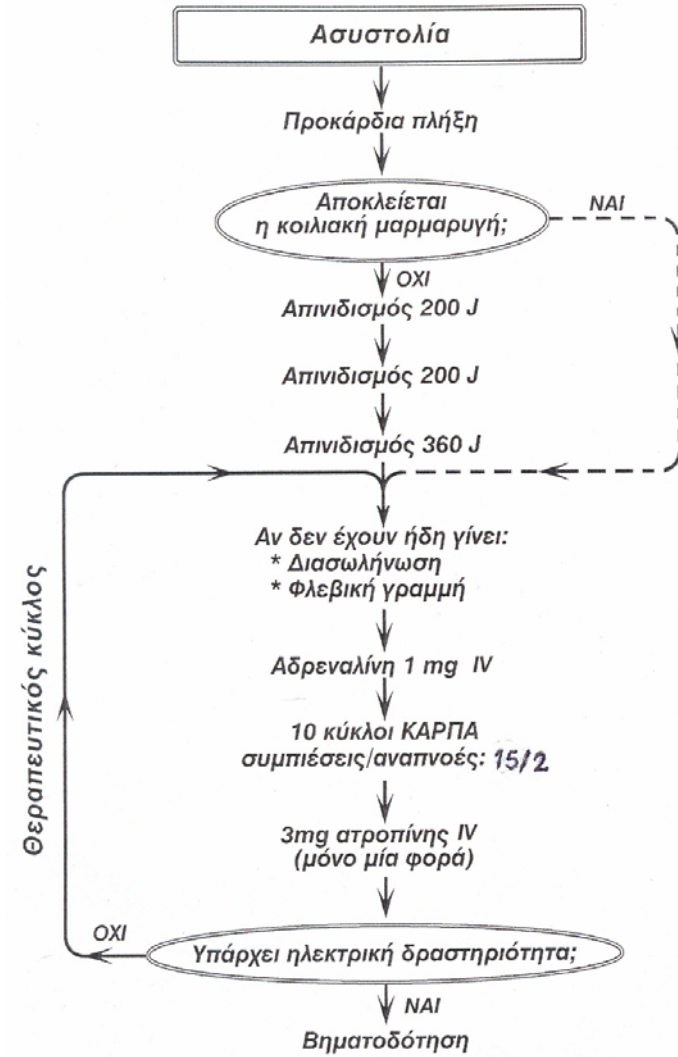 Ασυστολία
Προκάρδια πλήξη
Αποκλείεται
η κοιλιακή μαρμαρυγή;
ΝΑΙ
ΟΧΙ
Απινιδισμός 200 J
Απινιδισμός 200 J
Απινιδισμός 360 J
Αν δεν έχουν ήδη γίνει:
* Διασωλήνωση
* Φλεβική γραμμή
Θεραπευτικός κύκλος
Αδρεναλίνη 1 mg IV
10 κύκλοι ΚΑΡΠΑ
συμπιέσεις/αναπνοές: 15/2
3mg ατροπίνης IV
(μόνο μία φορά)
ΟΧΙ
Υπάρχει ηλεκτρική δραστηριότητα;
ΝΑΙ
Βηματοδότηση